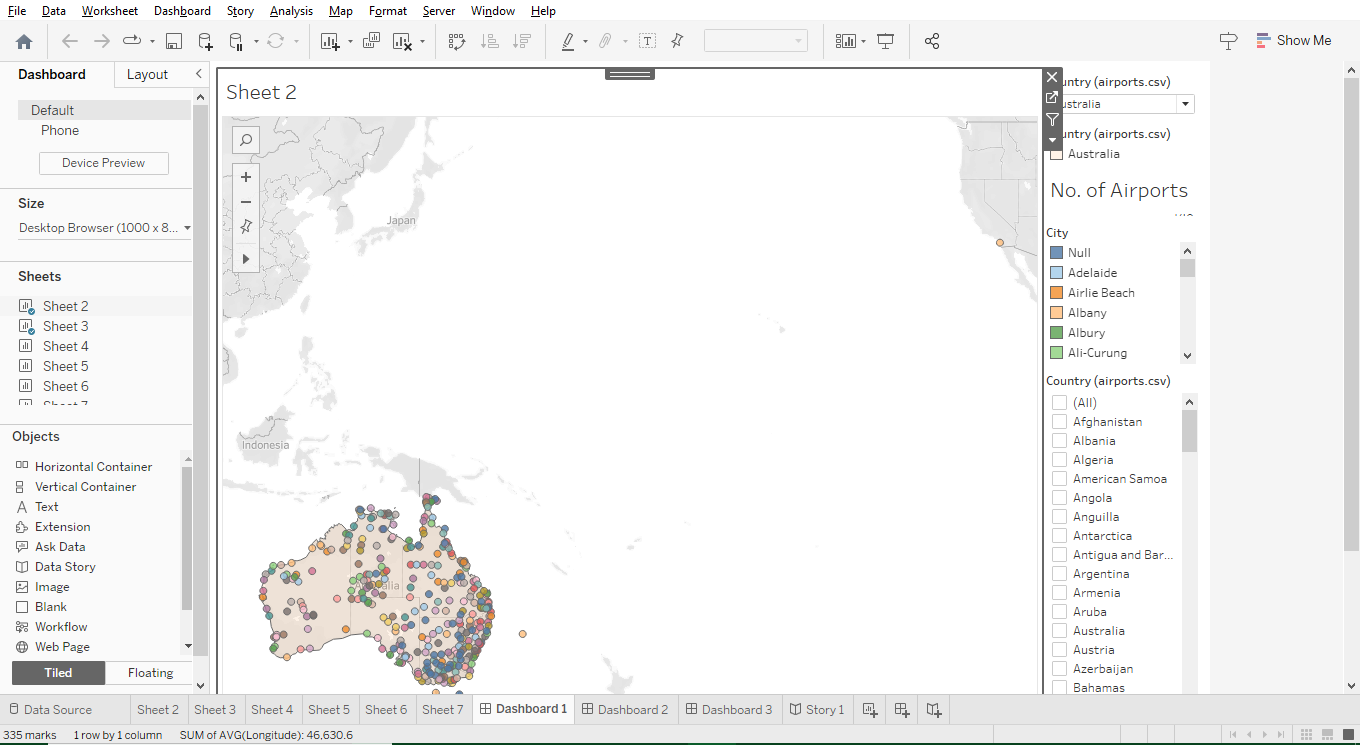 File Data Worksheet Dashboard Story Analysis Map Format Server Window Help
Show Me
Dashboard Layout
Default
Phone
Device Preview
Size
Desktop Browser (1000 x 8...
Sheets
Sheet 2
Sheet 3
Sheet 4
Sheet 5
Sheet 6
Objects
Horizontal Container
Vertical Container
Text
Extension
Ask Data
Data Story
Image
Blank
Workflow
Web Page
Tiled Floating
Sheet 2
Japan
Indonesia
untry (airports.csv)
ustralia
untry (airports.csv)
Australia
No. of Airports
City
Null
Adelaide
Airlie Beach
Albany
Albury
Ali-Curung
Country (airports.csv)
(All)
Afghanistan
Albania
Algeria
American Samoa
Angola
Anguilla
Antarctica
Antigua and Bar...
Argentina
Armenia
Aruba
Australia
Austria
Azerbaijan
Bahamas
Data Source Sheet 2 Sheet 3 Sheet 4 Sheet 5 Sheet 6 Sheet 7 Dashboard 1 Dashboard 2 Dashboard 3 Story 1
335 marks 1 row by 1 column SUM of AVG(Longitude): 46,630.6